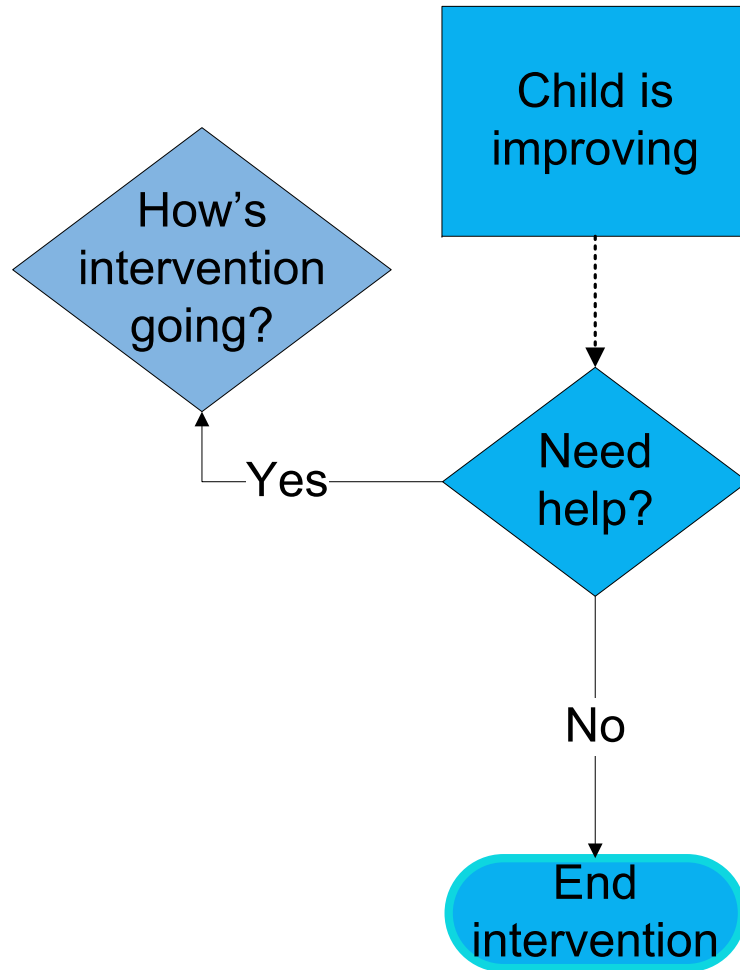 Child is
improving
How’s
intervention
going?
Need
help?
Yes
No
End
intervention